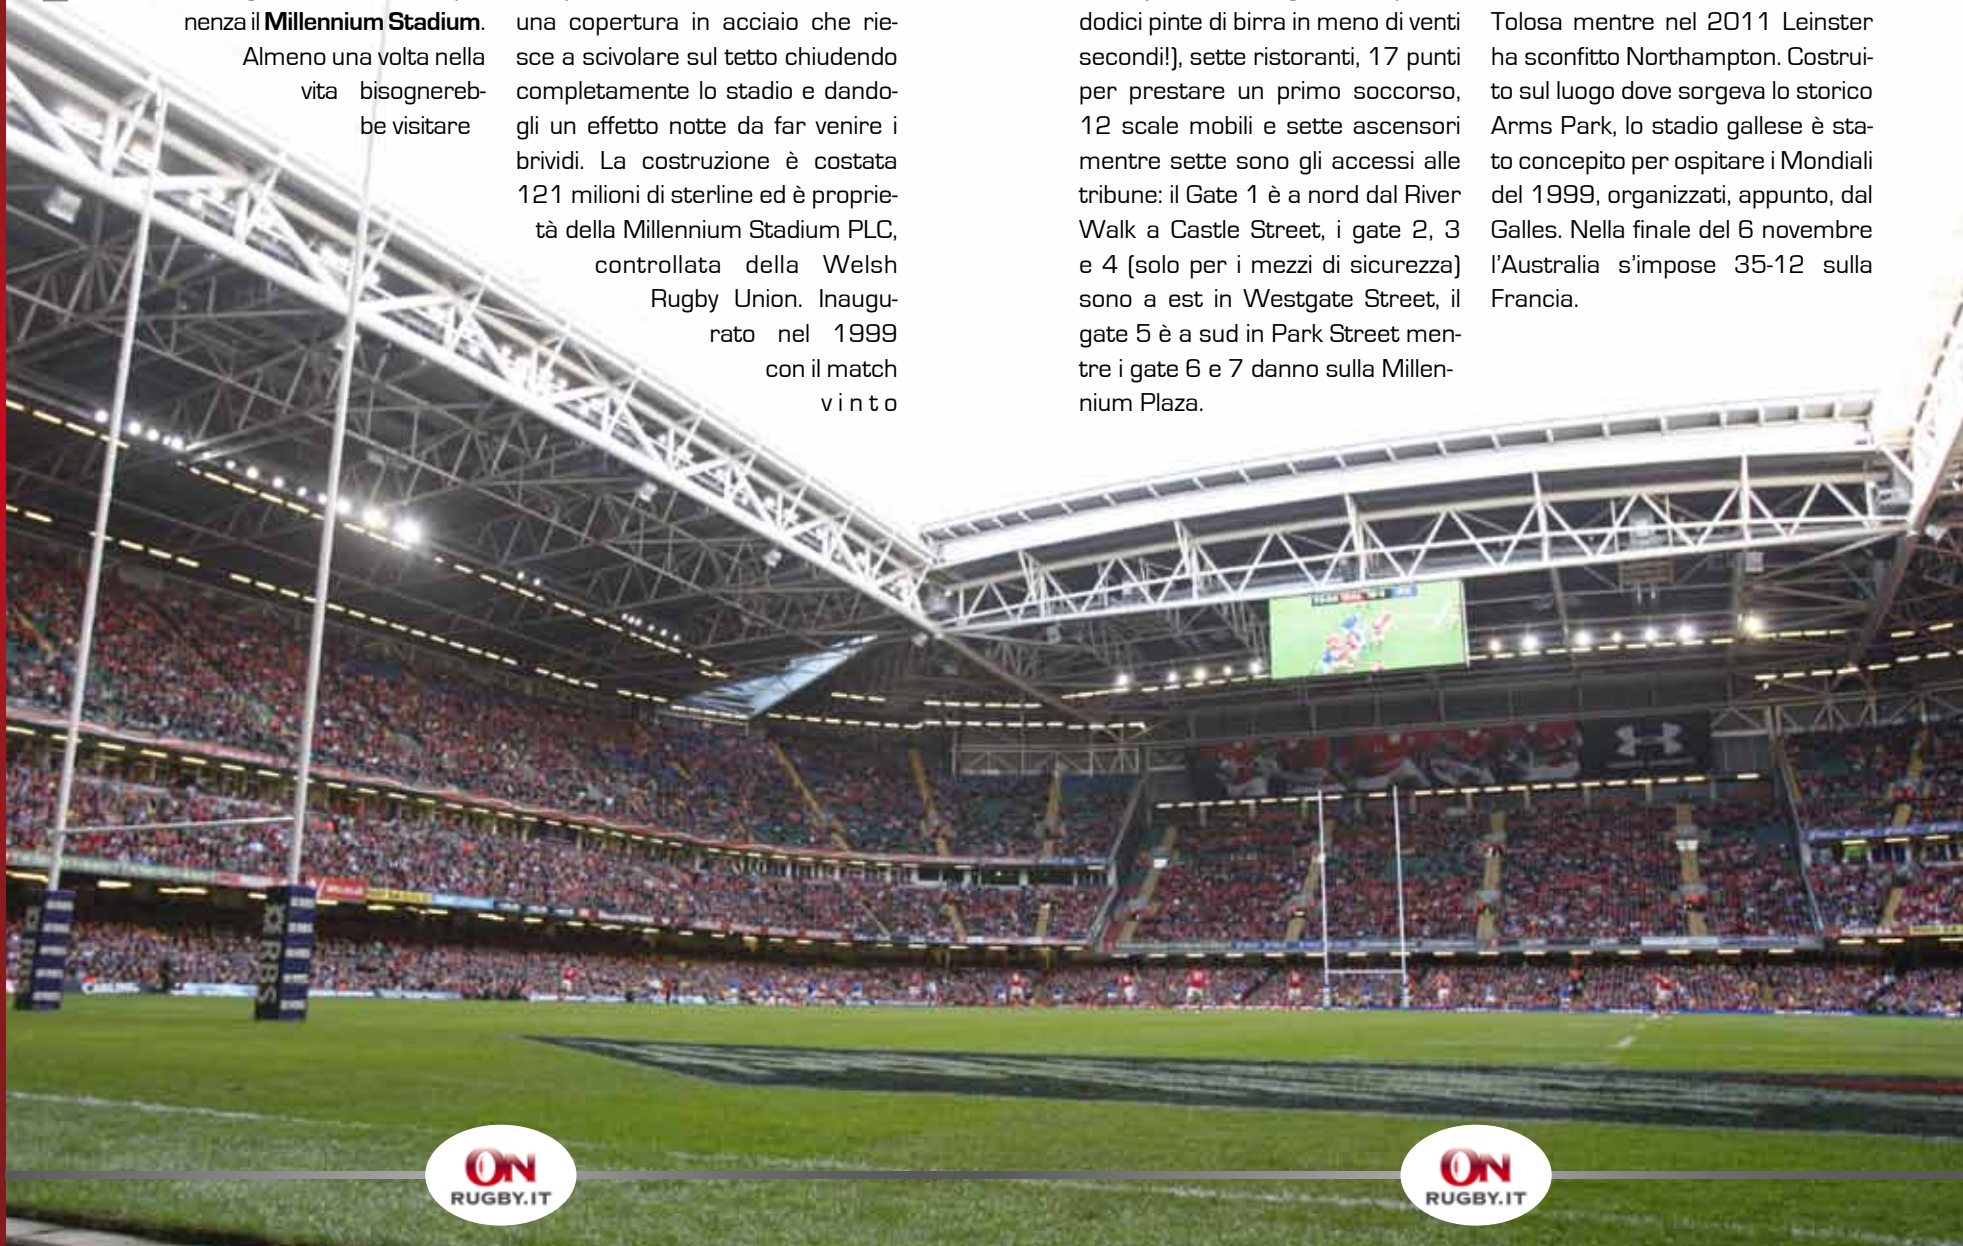 nenza il Millennium Stadium.
Almeno una volta nella
vita bisognereb-
be visitare
una copertura in acciaio che rie-
sce a scivolare sul tetto chiudendo
completamente lo stadio e dando-
gli un effetto notte da far venire i
brividi. La costruzione è costata
121 milioni di sterline ed è proprie-
tà della Millennium Stadium PLC,
controllata della Welsh
Rugby Union. Inaugu-
rato nel 1999
con il match
vinto
dodici pinte di birra in meno di venti
secondi!), sette ristoranti, 17 punti
per prestare un primo soccorso,
12 scale mobili e sette ascensori
mentre sette sono gli accessi alle
tribune: il Gate 1 è a nord dal River
Walk a Castle Street, i gate 2, 3
e 4 (solo per i mezzi di sicurezza)
sono a est in Westgate Street, il
gate 5 è a sud in Park Street men-
tre i gate 6 e 7 danno sulla Millen-
nium Plaza.
Tolosa mentre nel 2011 Leinster
ha sconfitto Northampton. Costrui-
to sul luogo dove sorgeva lo storico
Arms Park, lo stadio gallese è sta-
to concepito per ospitare i Mondiali
del 1999, organizzati, appunto, dal
Galles. Nella finale del 6 novembre
l'Australia s'impose 35-12 sulla
Francia.
RBS
ON
RUGBY.IT
ON
RUGBY.IT